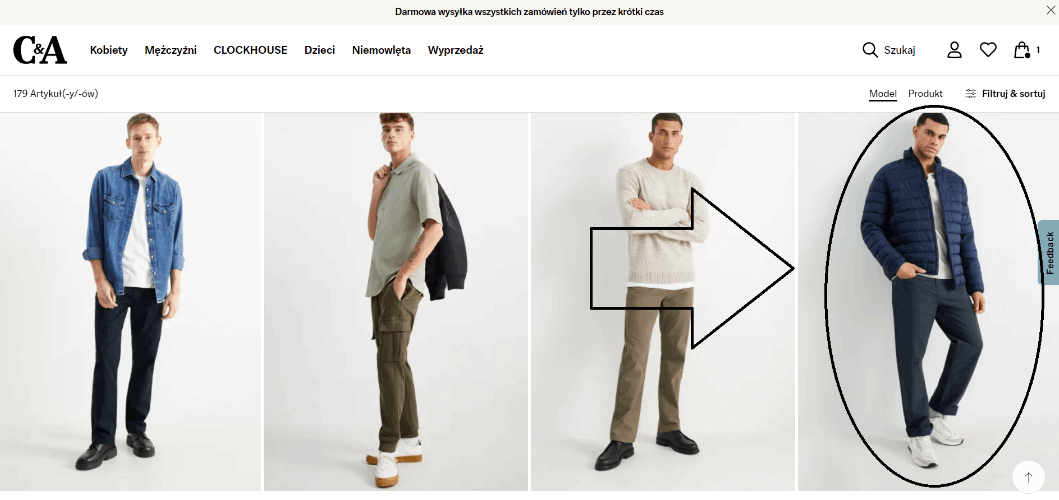 Darmowa wysyłka wszystkich zamówień tylko przez krótki czas
C&A
Kobiety Mężczyźni CLOCKHOUSE Dzieci Niemowlęta Wyprzedaż
Szukaj 1
179 Artykuł(-y/-ów)
Model Produkt Filtruj & sortuj
Feedback